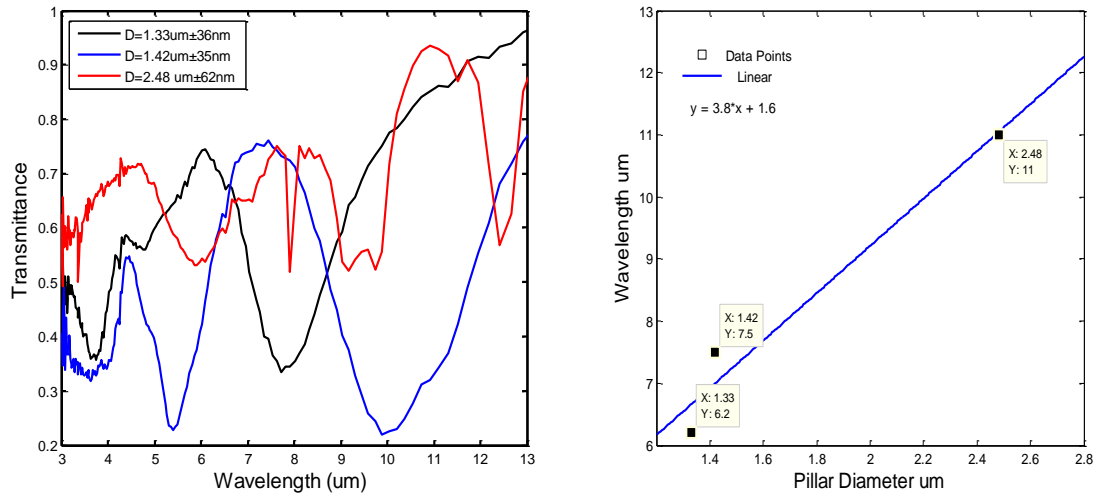 D=1.33um±36nm
D=1.42um±35nm
D=2.48 um±62nm
Transmittance
1
0.9
0.8
0.7
0.6
0.5
0.4
0.3
0.2
3 4 5 6 7 8 9 10 11 12 13
Wavelength (um)
Data Points
Linear
y = 3.8*x + 1.6
X: 2.48
Y: 11
X: 1.42
Y: 7.5
X: 1.33
Y: 6.2
Wavelength um
13
12
11
10
9
8
7
6
1.4 1.6 1.8 2 2.2 2.4 2.6 2.8
Pillar Diameter um